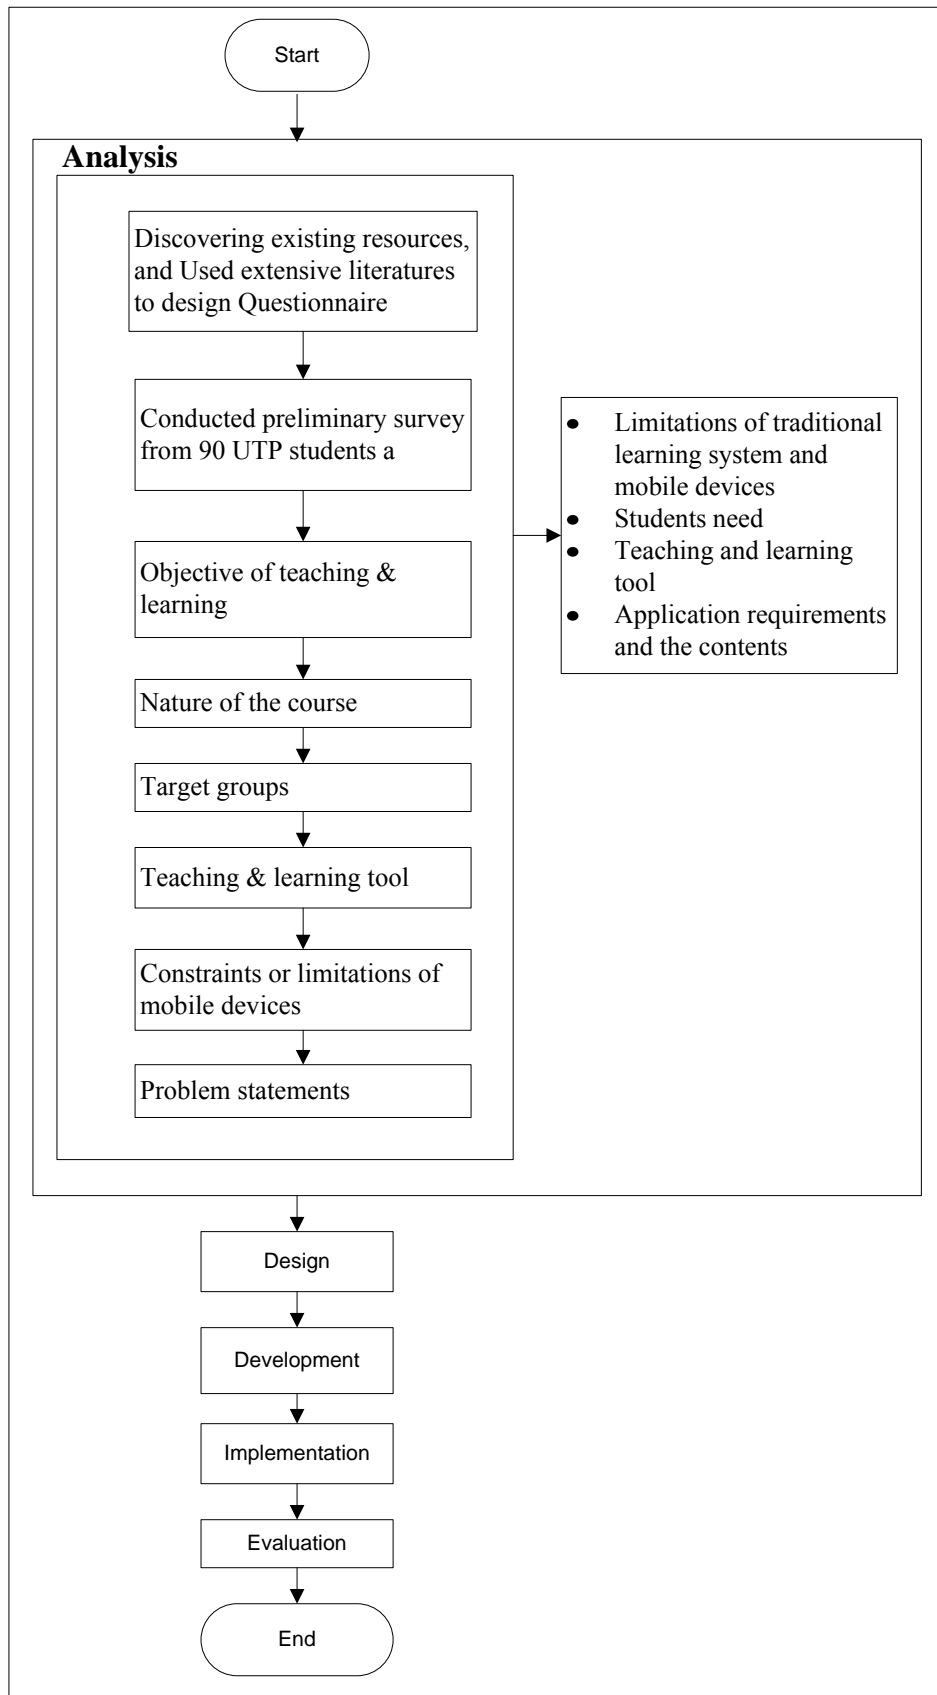 Start
Analysis
Discovering existing resources,
and Used extensive literatures
to design Questionnaire
Conducted preliminary survey
from 90 UTP students a
Objective of teaching &
learning
Nature of the course
Target groups
Teaching & learning tool
Constraints or limitations of
mobile devices
Problem statements
● Limitations of traditional
learning system and
mobile devices
● Students need
● Teaching and learning
tool
● Application requirements
and the contents
Design
Development
Implementation
Evaluation
End